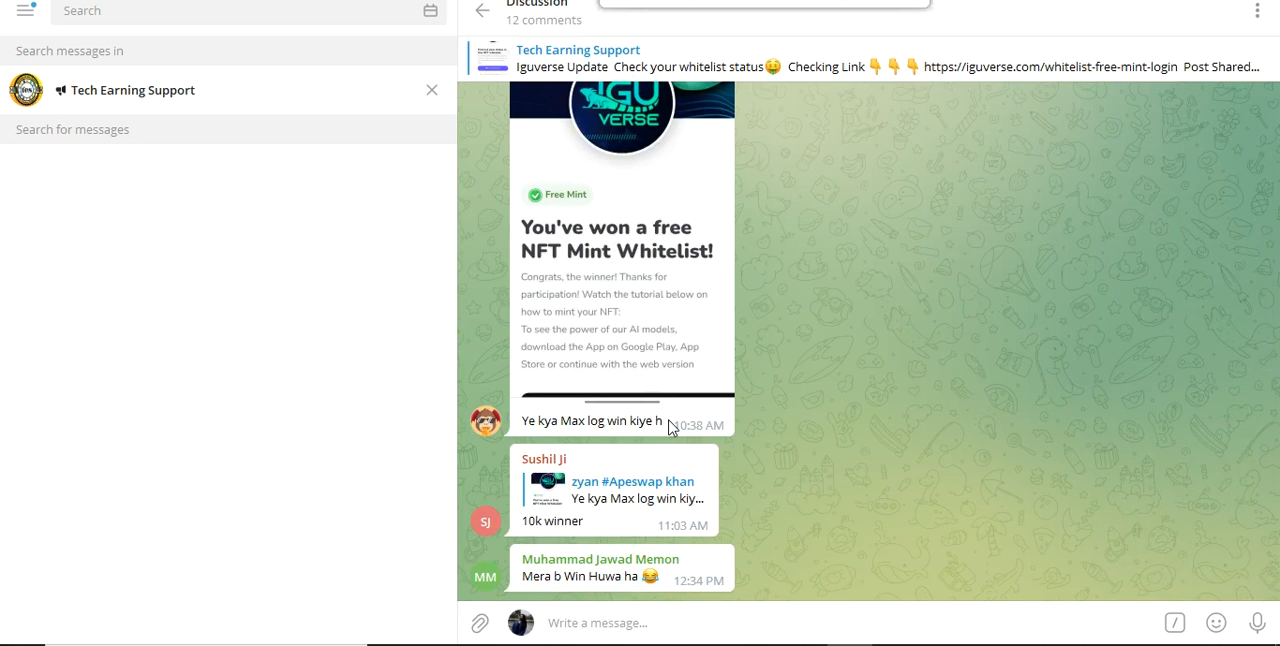 Search
Search messages in
Tech Earning Support
Search for messages
Discussion
12 comments
Tech Earning Support
Iguverse Update Check your whitelist status🤑 Checking Link👇👇👇https://iguverse.com/whitelist-free-mint-login Post Shared...
IGU
VERSE
Free Mint
You've won a free
NFT Mint Whitelist!
Congrats, the winner! Thanks for
participation! Watch the tutorial below on
how to mint your NFT:
To see the power of our AI models,
download the App on Google Play, App
Store or continue with the web version
Ye kya Max log win kiye h
10:38 AM
Sushil Ji
zyan #Apeswap khan
Ye kya Max log win kiy...
SJ
10k winner
11:03 AM
Muhammad Jawad Memon
MM
Mera b Win Huwa ha 😂
12:34 PM
Write a message...